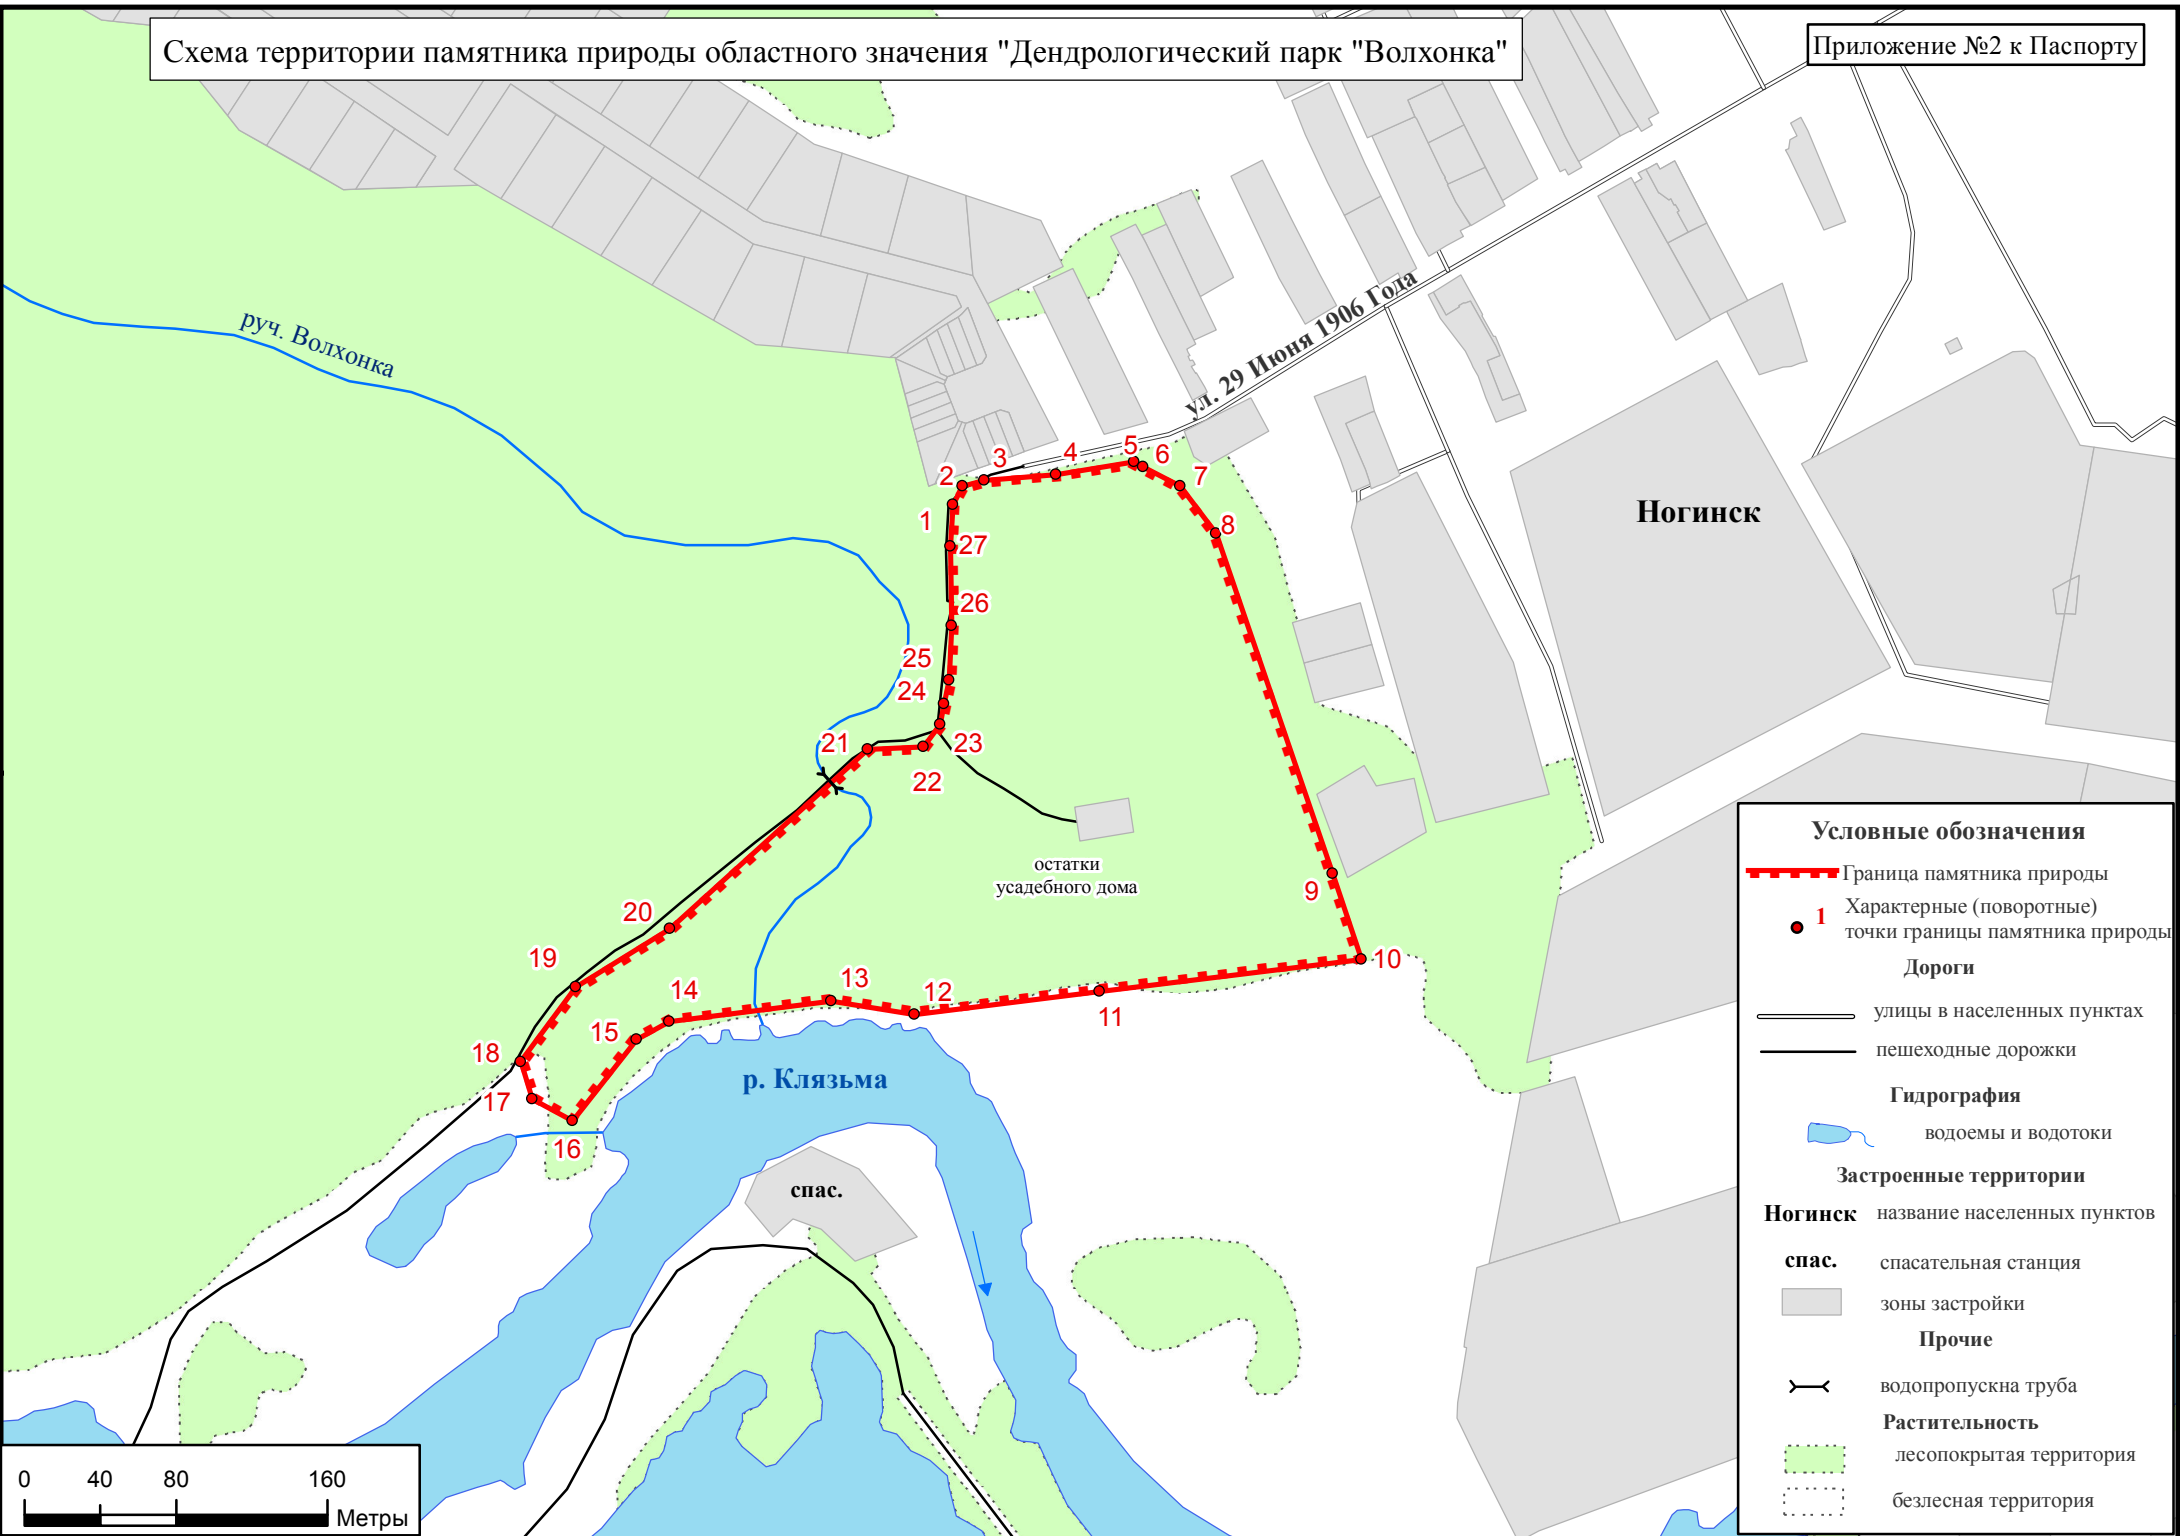 Схема территории памятника природы областного значения "Дендрологический парк "Волхонка"
Приложение №2 к Паспорту
руч. Волхонка
ул. 29 Июня 1906 Года
Ногинск
1
2
3
4
5
6
7
8
9
10
11
12
13
14
15
16
17
18
19
20
21
22
23
24
25
26
27
остатки
усадебного дома
р. Клязьма
спас.
Условные обозначения
Граница памятника природы
1 Характерные (поворотные)
точки границы памятника природы
Дороги
улицы в населенных пунктах
пешеходные дорожки
Гидрография
водоемы и водотоки
Застроенные территории
Ногинск название населенных пунктов
спас. спасательная станция
зоны застройки
Прочие
водопропускна труба
Растительность
лесопокрытая территория
безлесная территория
0 40 80 160
Метры